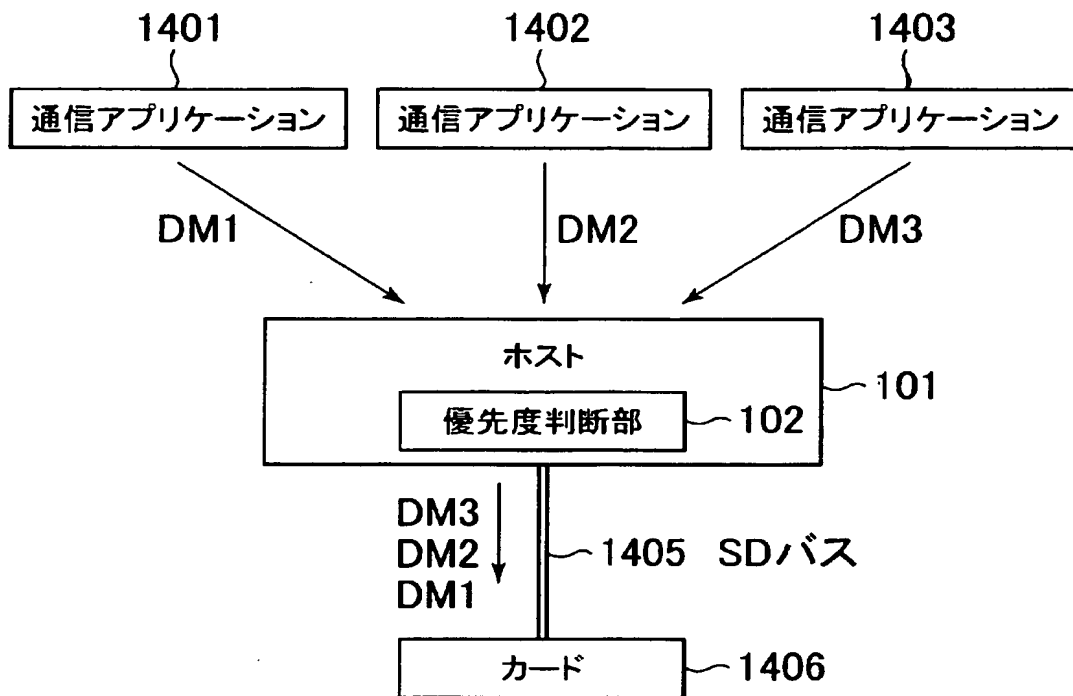 1401
1402
1403
通信アプリケーション
通信アプリケーション
通信アプリケーション
DM1
DM2
DM3
ホスト
101
優先度判断部
102
DM3
DM2
DM1
1405
SDバス
カード
1406